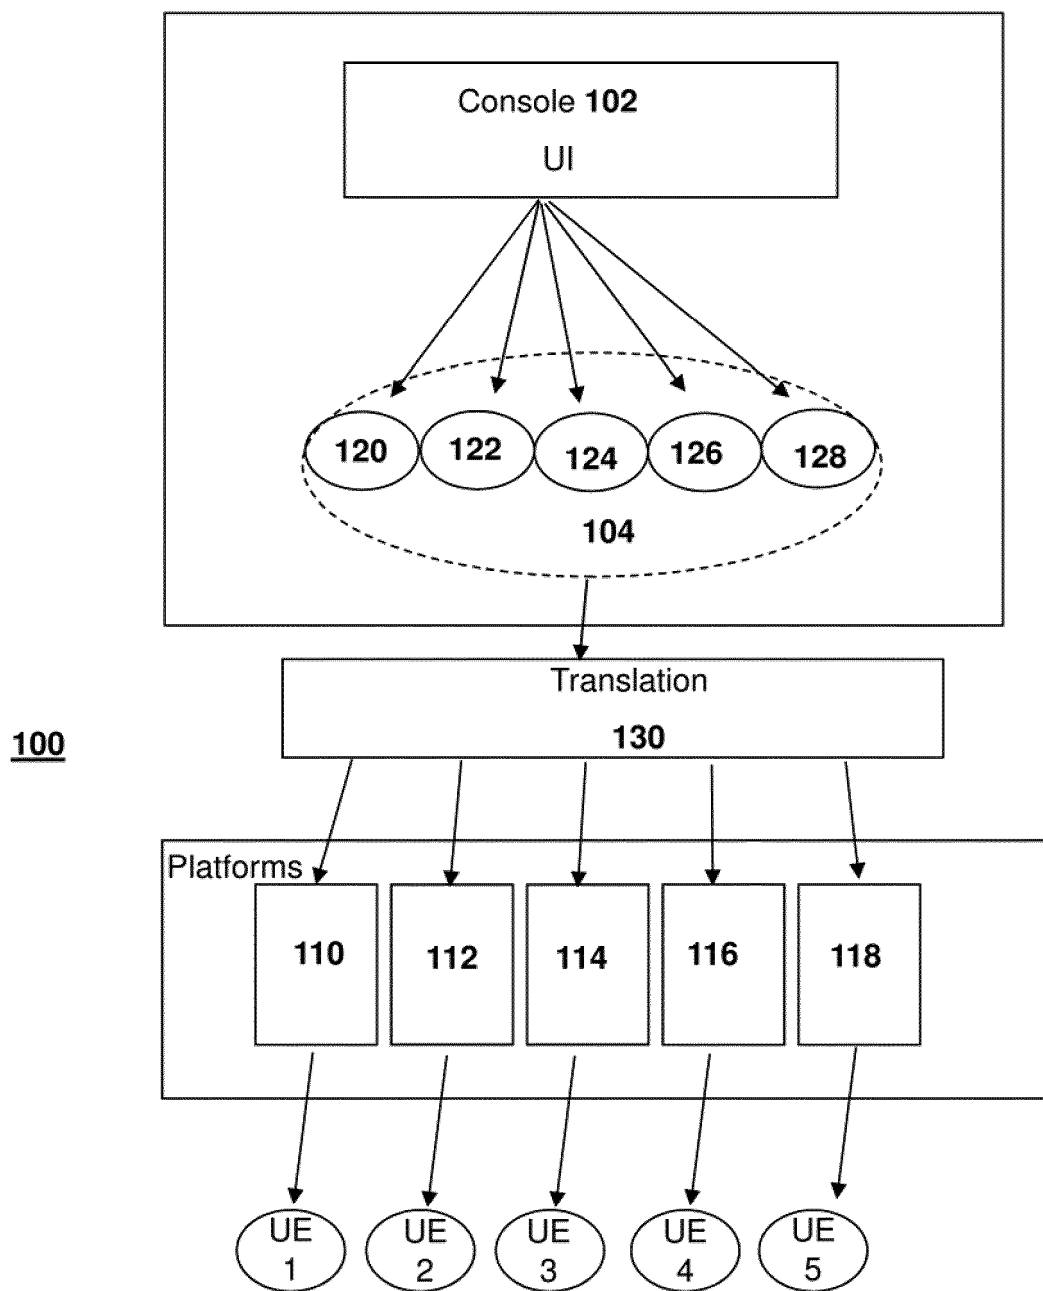 Console 102
UI
120 122 124 126 128
104
Translation
130
100
Platforms
110 112 114 116 118
UE UE UE UE UE
1 2 3 4 5